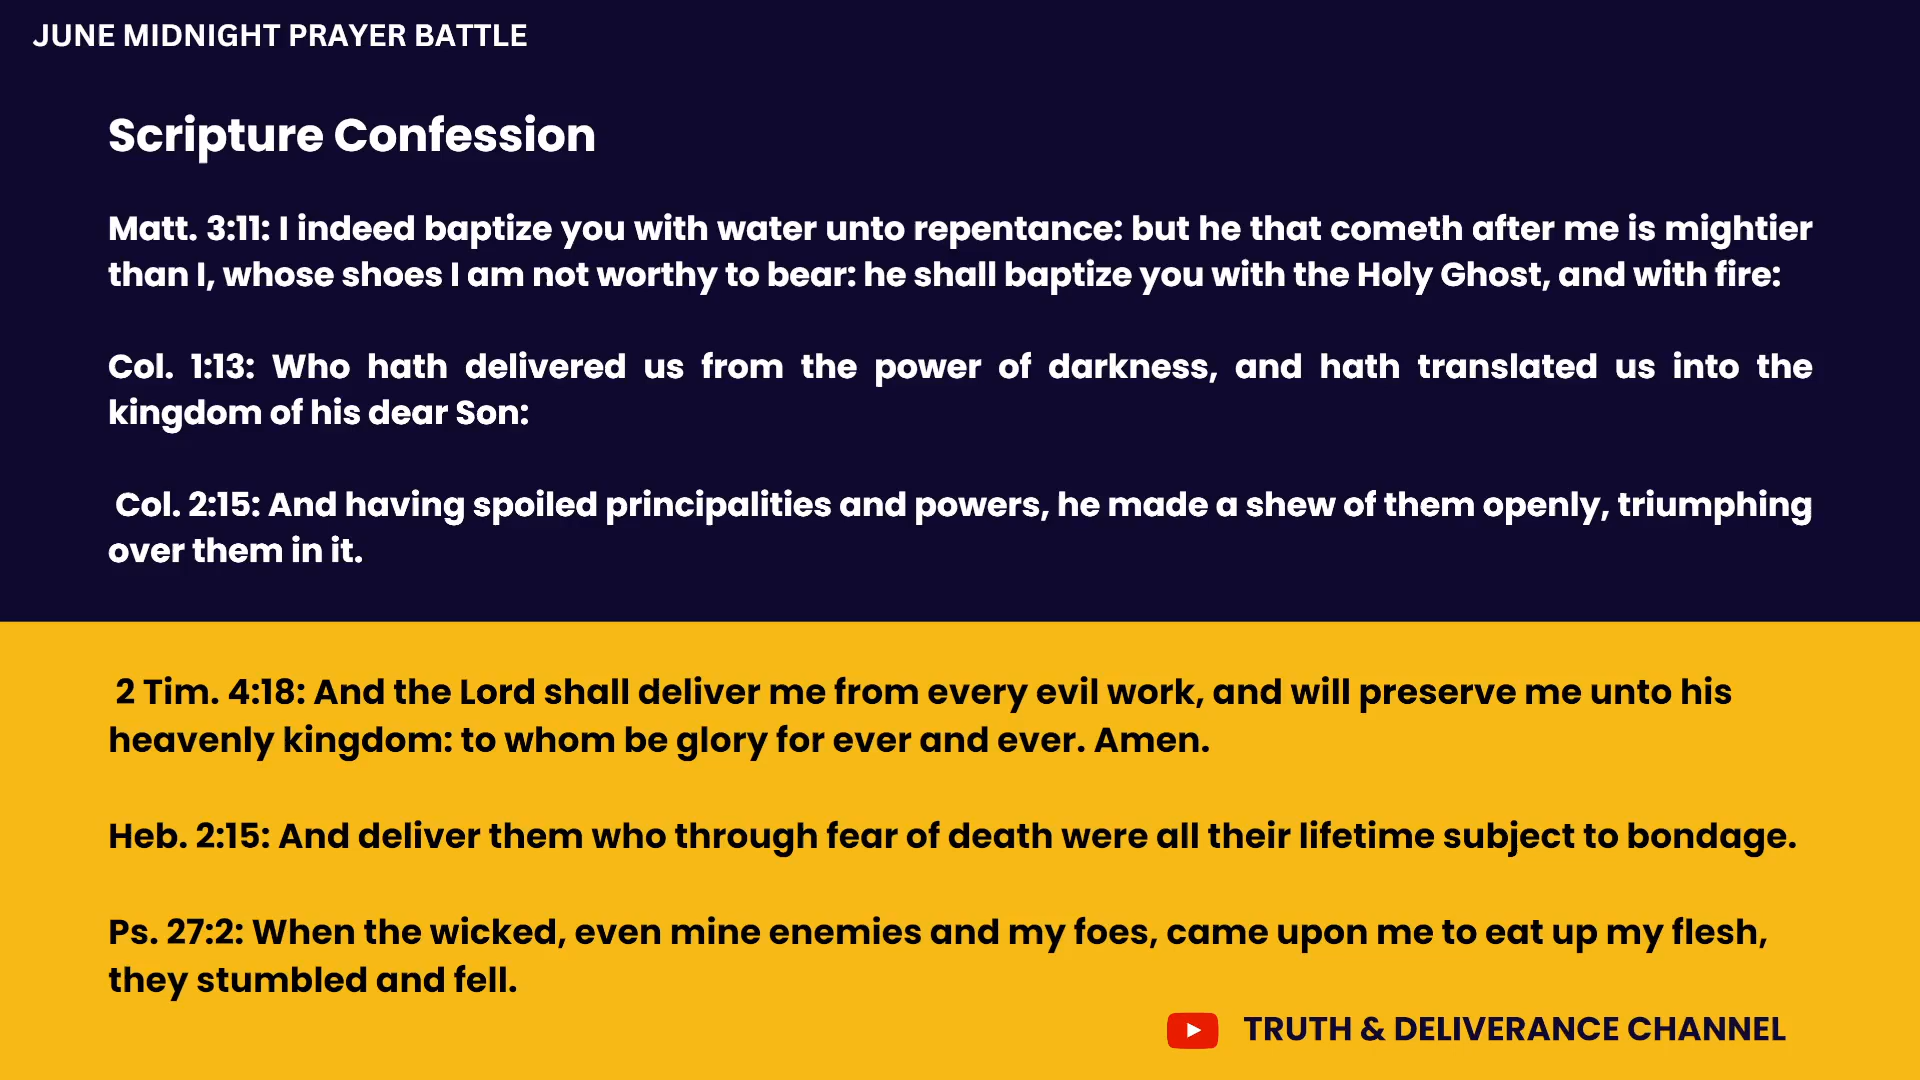 JUNE MIDNIGHT PRAYER BATTLE
Scripture Confession
Matt. 3:11: I indeed baptize you with water unto repentance: but he that cometh after me is mightier
than I, whose shoes I am not worthy to bear: he shall baptize you with the Holy Ghost, and with fire:
Col. 1:13: Who hath delivered us from the power of darkness, and hath translated us into the
kingdom of his dear Son:
Col. 2:15: And having spoiled principalities and powers, he made a shew of them openly, triumphing
over them in it.
2 Tim. 4:18: And the Lord shall deliver me from every evil work, and will preserve me unto his
heavenly kingdom: to whom be glory for ever and ever. Amen.
Heb. 2:15: And deliver them who through fear of death were all their lifetime subject to bondage.
Ps. 27:2: When the wicked, even mine enemies and my foes, came upon me to eat up my flesh,
they stumbled and fell.
TRUTH & DELIVERANCE CHANNEL